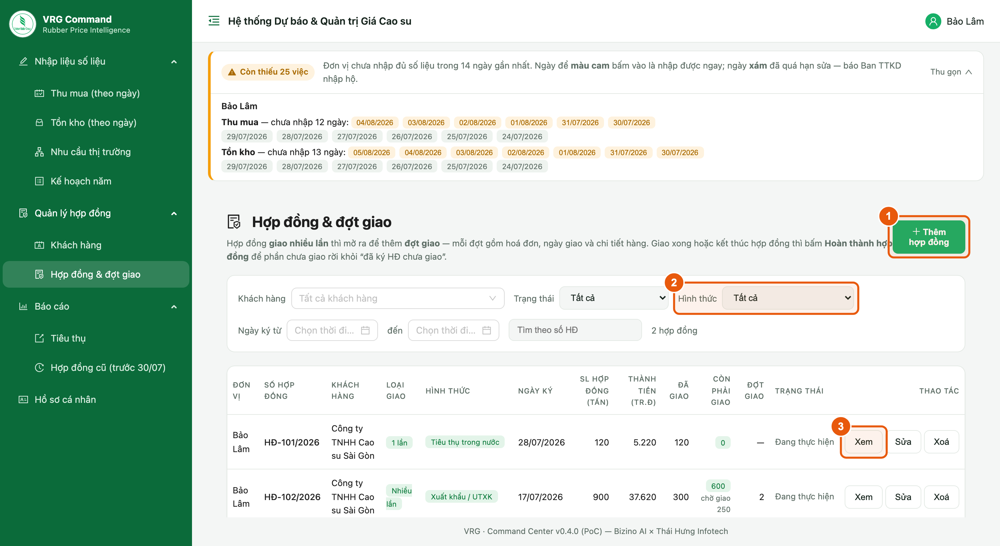 VRG Command
Rubber Price Intelligence
Nhập liệu số liệu
Thu mua (theo ngày)
Tồn kho (theo ngày)
Nhu cầu thị trường
Kế hoạch năm
Quản lý hợp đồng
Khách hàng
Hợp đồng & đợt giao
Báo cáo
Tiêu thụ
Hợp đồng cũ (trước 30/07)
Hồ sơ cá nhân
Hệ thống Dự báo & Quản trị Giá Cao su
Bảo Lâm
Còn thiếu 25 việc
Đơn vị chưa nhập đủ số liệu trong 14 ngày gần nhất. Ngày để màu cam bấm vào là nhập được ngay; ngày xám đã quá hạn sửa — báo Ban TTKD
nhập hộ.
Thu gọn
Bảo Lâm
Thu mua — chưa nhập 12 ngày: 04/08/2026 03/08/2026 02/08/2026 01/08/2026 31/07/2026 30/07/2026
29/07/2026 28/07/2026 27/07/2026 26/07/2026 25/07/2026 24/07/2026
Tồn kho — chưa nhập 13 ngày: 05/08/2026 04/08/2026 03/08/2026 02/08/2026 01/08/2026 31/07/2026 30/07/2026
29/07/2026 28/07/2026 27/07/2026 26/07/2026 25/07/2026 24/07/2026
Hợp đồng & đợt giao
Hợp đồng giao nhiều lần thì mở ra để thêm đợt giao — mỗi đợt gồm hoá đơn, ngày giao và chi tiết hàng. Giao xong hoặc kết thúc hợp đồng thì bấm Hoàn thành hợp
đồng để phần chưa giao rời khỏi “đã ký HĐ chưa giao”.
1
+ Thêm
hợp đồng
Khách hàng Tất cả khách hàng Trạng thái Tất cả 2 Hình thức Tất cả
Ngày ký từ Chọn thời đi... đến Chọn thời đi... Tìm theo số HĐ 2 hợp đồng
ĐƠN VỊ SỐ HỢP ĐỒNG KHÁCH HÀNG LOẠI GIAO HÌNH THỨC NGÀY KÝ SL HỢP ĐỒNG (TẤN) THÀNH TIỀN (TR.Đ) ĐÃ GIAO CÒN PHẢI GIAO ĐỢT GIAO TRẠNG THÁI THAO TÁC
Bảo Lâm HĐ-101/2026 Công ty TNHH Cao su Sài Gòn 1 lần Tiêu thụ trong nước 28/07/2026 120 5.220 120 0 — Đang thực hiện 3 Xem Sửa Xoá
Bảo Lâm HĐ-102/2026 Công ty TNHH Cao su Sài Gòn Nhiều lần Xuất khẩu / UTXK 17/07/2026 900 37.620 300 600 chờ giao 250 2 Đang thực hiện Xem Sửa Xoá
VRG · Command Center v0.4.0 (PoC) — Bizino AI × Thái Hưng Infotech